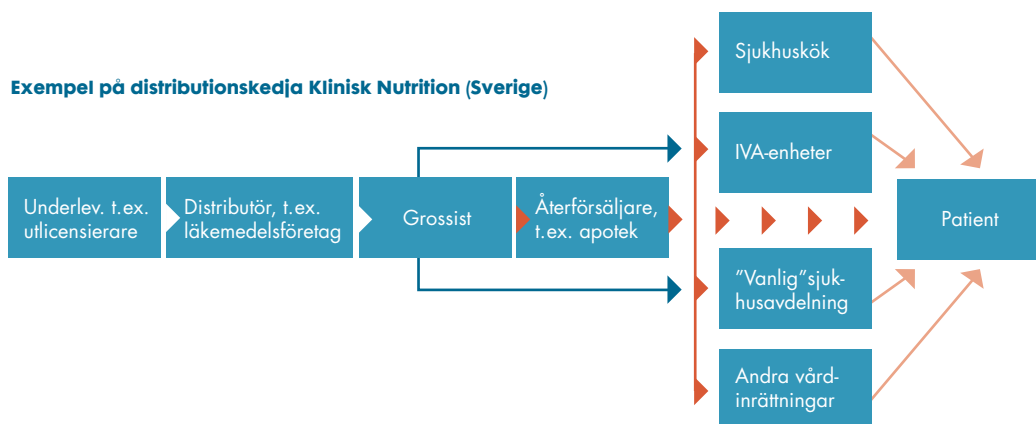 Exempel på distributionskedja Klinisk Nutrition (Sverige)
Underlev. t.ex.
utlicensierare
Distributör, t.ex.
läkemedelsföretag
Grossist
Återförsäljare,
t.ex. apotek
Sjukhuskök
IVA-enheter
”Vanlig”sjuk-
husavdelning
Andra vård-
inrättningar
Patient